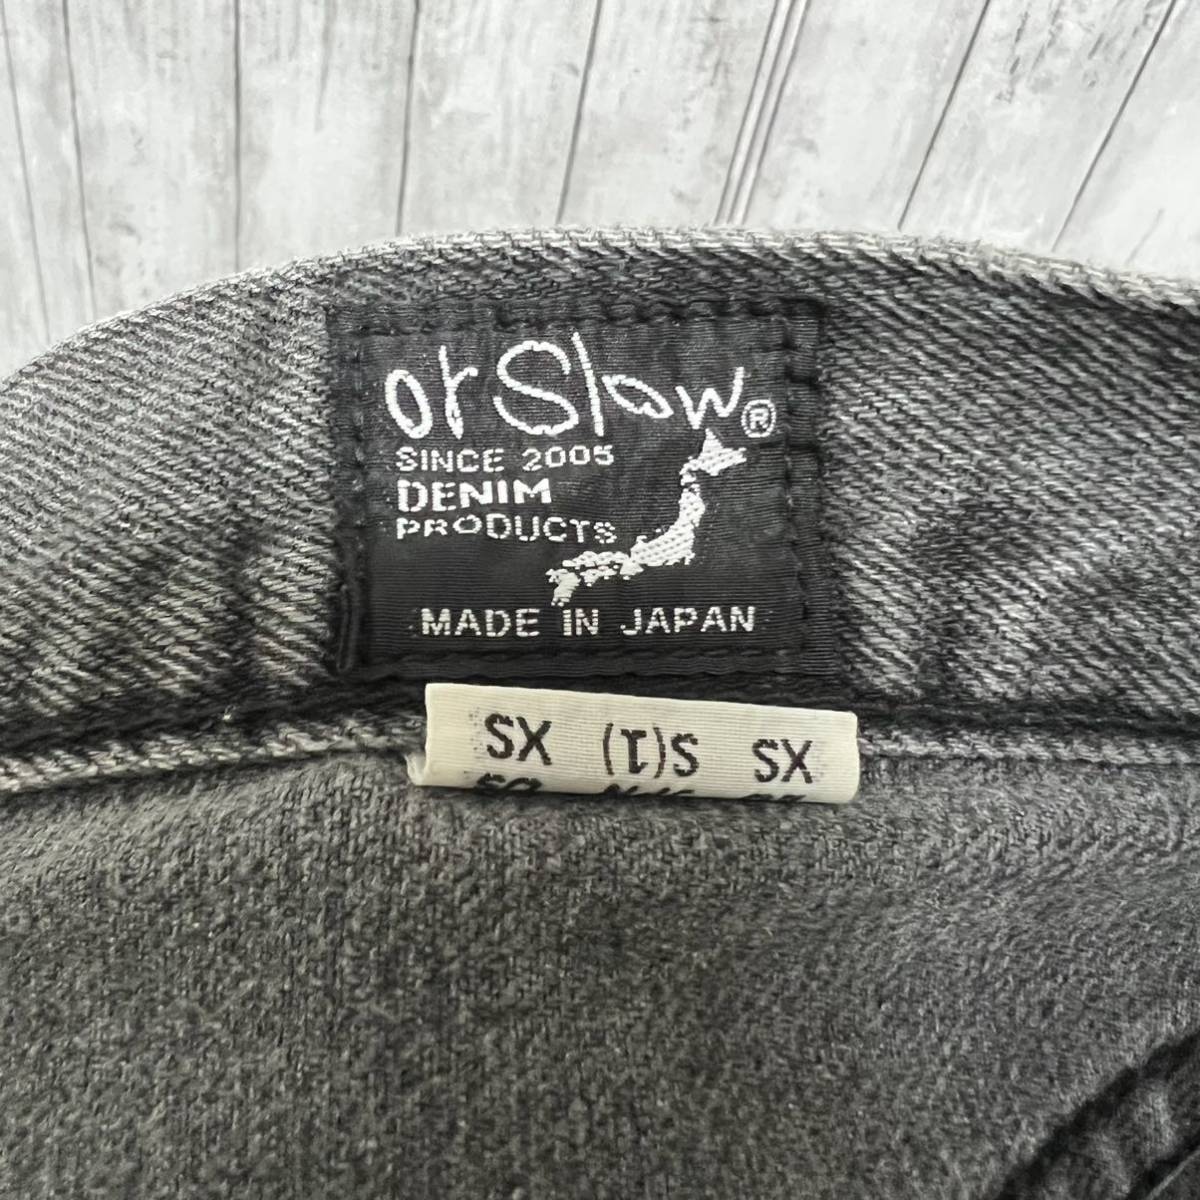 orSlow®
SINCE 2005
DENIM
PRODUCTS
MADE IN JAPAN
XS S(1) XS